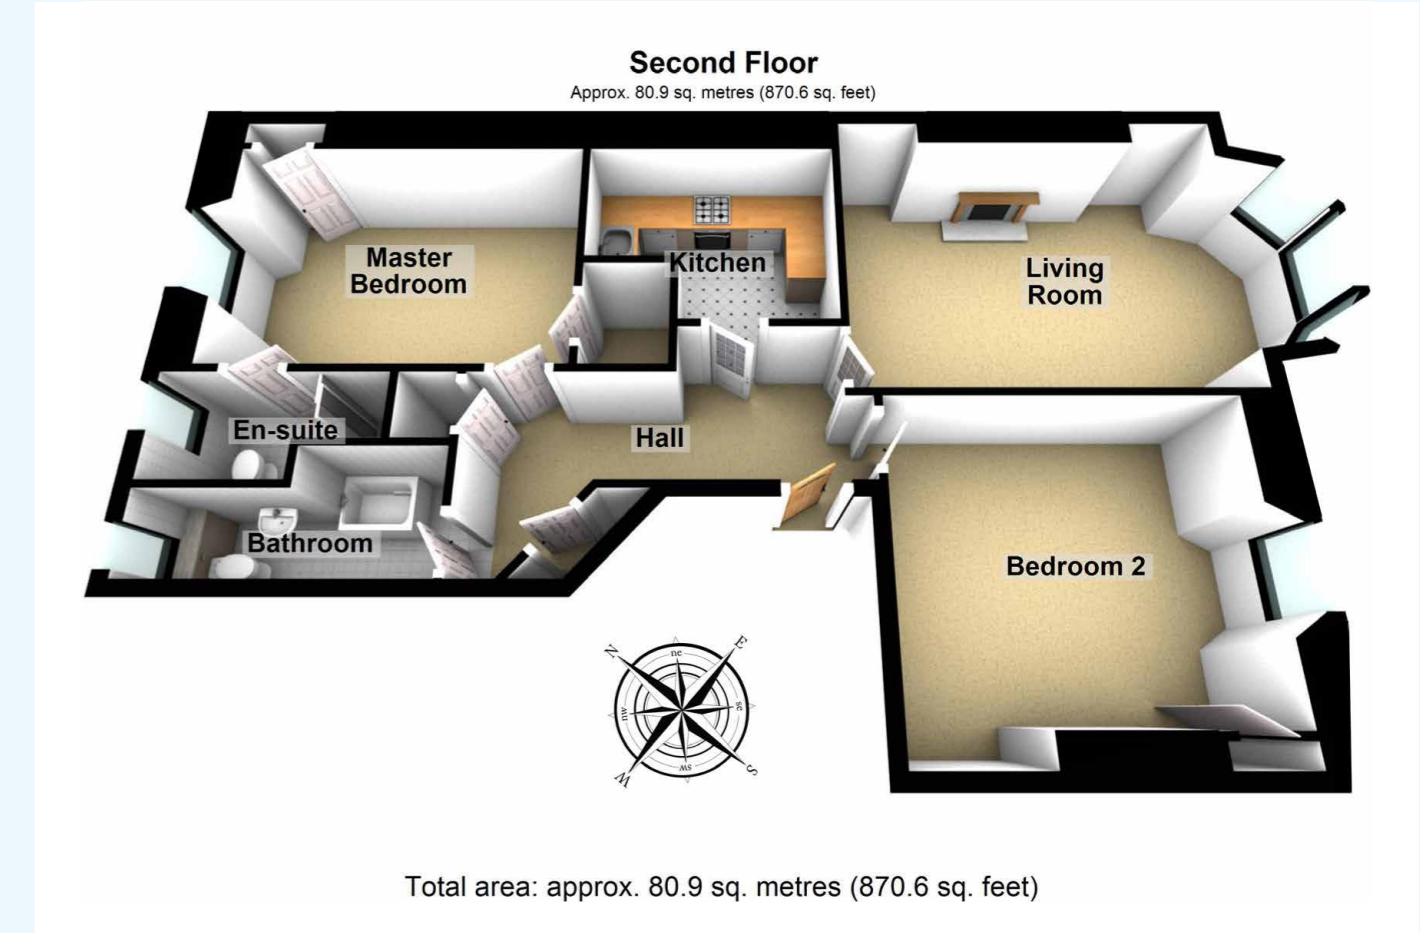 Second Floor
Approx. 80.9 sq. metres (870.6 sq. feet)
Master
Bedroom
Kitchen
Living
Room
En-suite
Hall
Bathroom
Bedroom 2
N
ne
E
nw
se
W
sw
S
Total area: approx. 80.9 sq. metres (870.6 sq. feet)